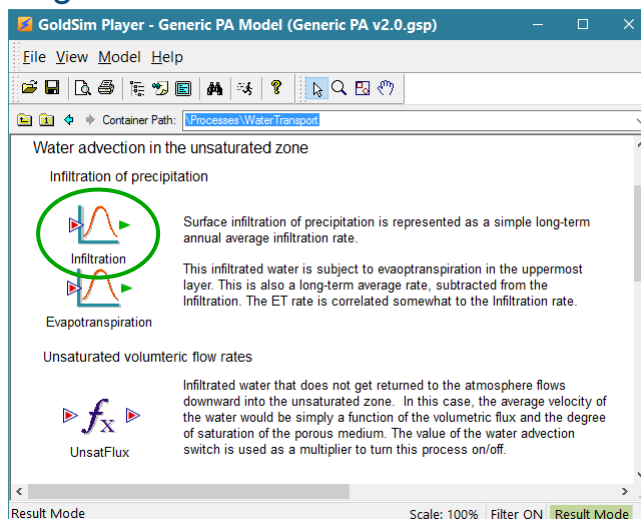 GoldSim Player - Generic PA Model (Generic PA v2.0.gsp)
File View Model Help
Container Path: \Processes\WaterTransport
Water advection in the unsaturated zone
Infiltration of precipitation
Surface infiltration of precipitation is represented as a simple long-term
annual average infiltration rate.
Infiltration
This infiltrated water is subject to evaoptranspiration in the uppermost
layer. This is also a long-term average rate, subtracted from the
Infiltration. The ET rate is correlated somewhat to the Infiltration rate.
Evapotranspiration
Unsaturated volumteric flow rates
Infiltrated water that does not get returned to the atmosphere flows
downward into the unsaturated zone. In this case, the average velocity of
the water would be simply a function of the volumetric flux and the degree
of saturation of the porous medium. The value of the water advection
switch is used as a multiplier to turn this process on/off.
fx
UnsatFlux
Result Mode Scale: 100% Filter ON Result Mode